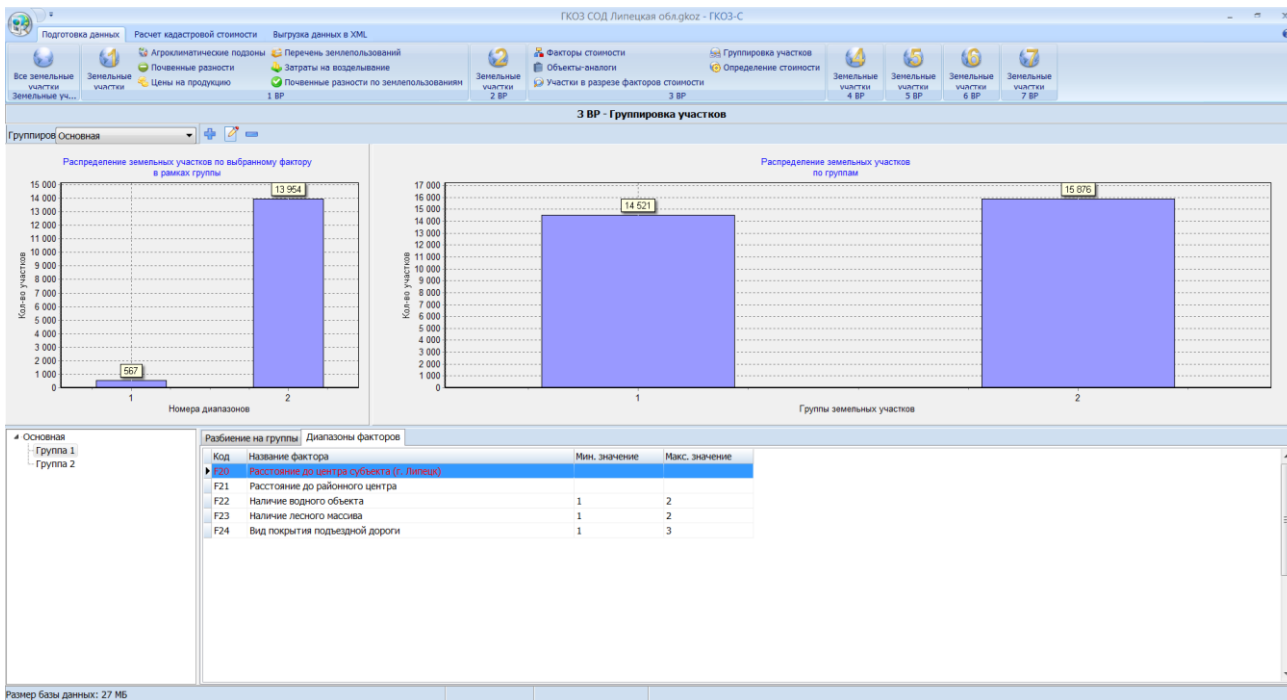 ГКОЗ СОД Липецкая обл.gkoz - ГКОЗ-С
Подготовка данных Расчет кадастровой стоимости Выгрузка данных в XML
Все земельные участки
Земельные уч...
Земельные участки
Агроклиматические подзоны
Почвенные разности
Цены на продукцию
Перечень землепользований
Затраты на возделывание
Почвенные разности по землепользованиям
1 ВР
Земельные участки
2 ВР
Факторы стоимости
Объекты-аналоги
Участки в разрезе факторов стоимости
Группировка участков
Определение стоимости
3 ВР
Земельные участки
4 ВР
Земельные участки
5 ВР
Земельные участки
6 ВР
Земельные участки
7 ВР
3 ВР - Группировка участков
Группиров Основная
Распределение земельных участков по выбранному фактору
в рамках группы
Кол-во участков
15 000
14 000
13 000
12 000
11 000
10 000
9 000
8 000
7 000
6 000
5 000
4 000
3 000
2 000
1 000
0
567
13 954
1 2
Номера диапазонов
Распределение земельных участков
по группам
Кол-во участков
17 000
16 000
15 000
14 000
13 000
12 000
11 000
10 000
9 000
8 000
7 000
6 000
5 000
4 000
3 000
2 000
1 000
0
14 521
15 876
1 2
Группы земельных участков
Основная
Группа 1
Группа 2
Разбиение на группы Диапазоны факторов
Код Название фактора Мин. значение Макс. значение
F20 Расстояние до центра субъекта (г. Липецк)
F21 Расстояние до районного центра
F22 Наличие водного объекта 1 2
F23 Наличие лесного массива 1 2
F24 Вид покрытия подъездной дороги 1 3
Размер базы данных: 27 МБ